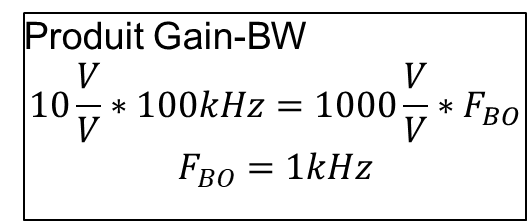 Produit Gain-BW
10 V/V * 100kHz = 1000 V/V * F_BO
F_BO = 1kHz